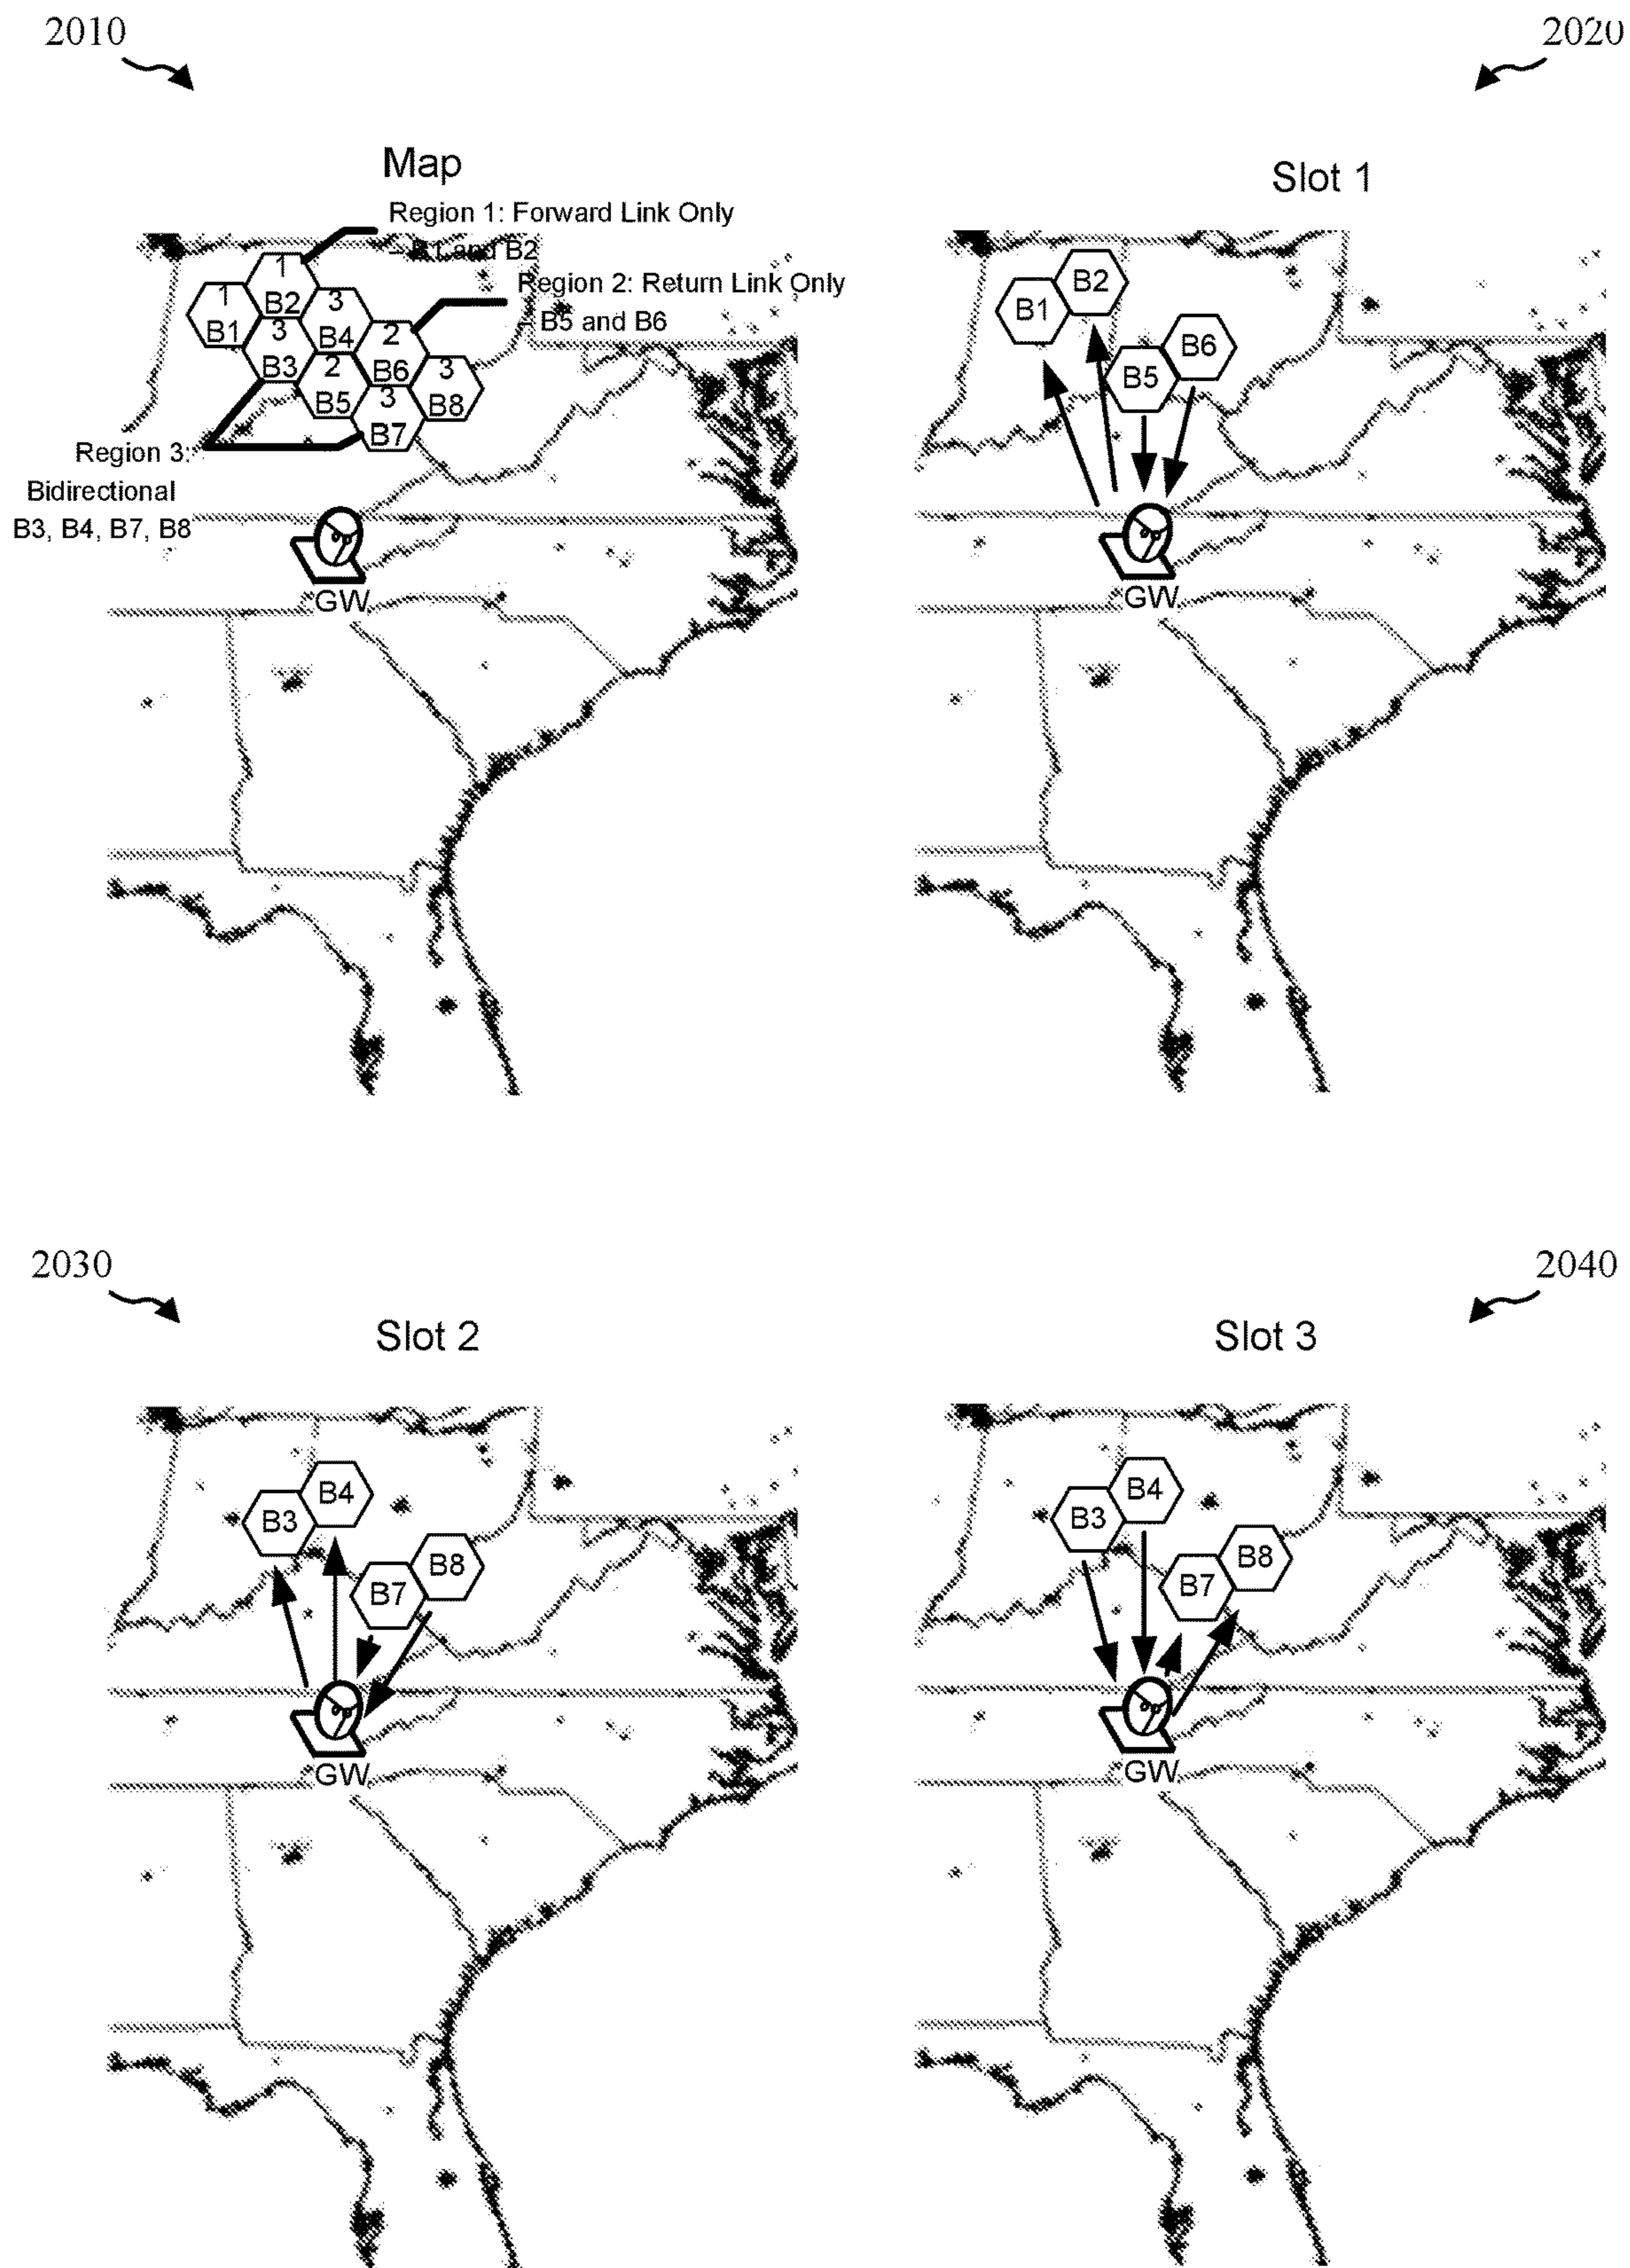 2010
2020
Map
Slot 1
Region 1: Forward Link Only
– B1 and B2
Region 2: Return Link Only
– B5 and B6
1
1
B2
3
B1
3
B4
2
B3
2
B6
3
B5
3
B8
B7
Region 3:
Bidirectional
B3, B4, B7, B8
GW
B2
B1
B6
B5
GW
2030
2040
Slot 2
Slot 3
B4
B3
B8
B7
GW
B4
B3
B8
B7
GW